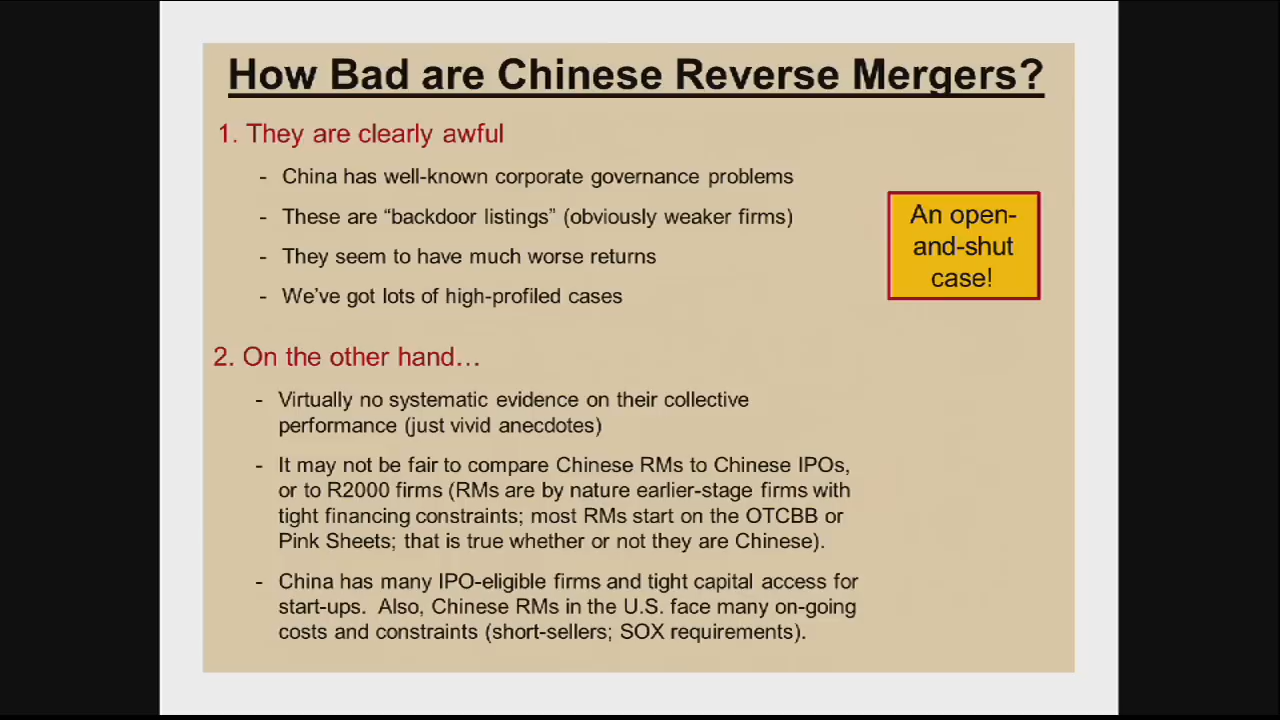 How Bad are Chinese Reverse Mergers?
1. They are clearly awful
- China has well-known corporate governance problems
- These are “backdoor listings” (obviously weaker firms)
- They seem to have much worse returns
- We’ve got lots of high-profiled cases
An open-
and-shut
case!
2. On the other hand…
- Virtually no systematic evidence on their collective
performance (just vivid anecdotes)
- It may not be fair to compare Chinese RMs to Chinese IPOs,
or to R2000 firms (RMs are by nature earlier-stage firms with
tight financing constraints; most RMs start on the OTCBB or
Pink Sheets; that is true whether or not they are Chinese).
- China has many IPO-eligible firms and tight capital access for
start-ups.  Also, Chinese RMs in the U.S. face many on-going
costs and constraints (short-sellers; SOX requirements).